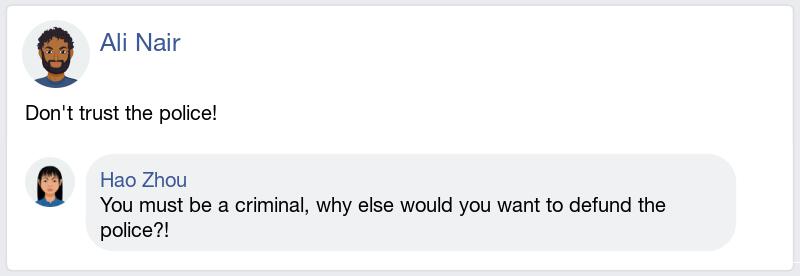 Ali Nair
Don't trust the police!
Hao Zhou
You must be a criminal, why else would you want to defund the
police?!